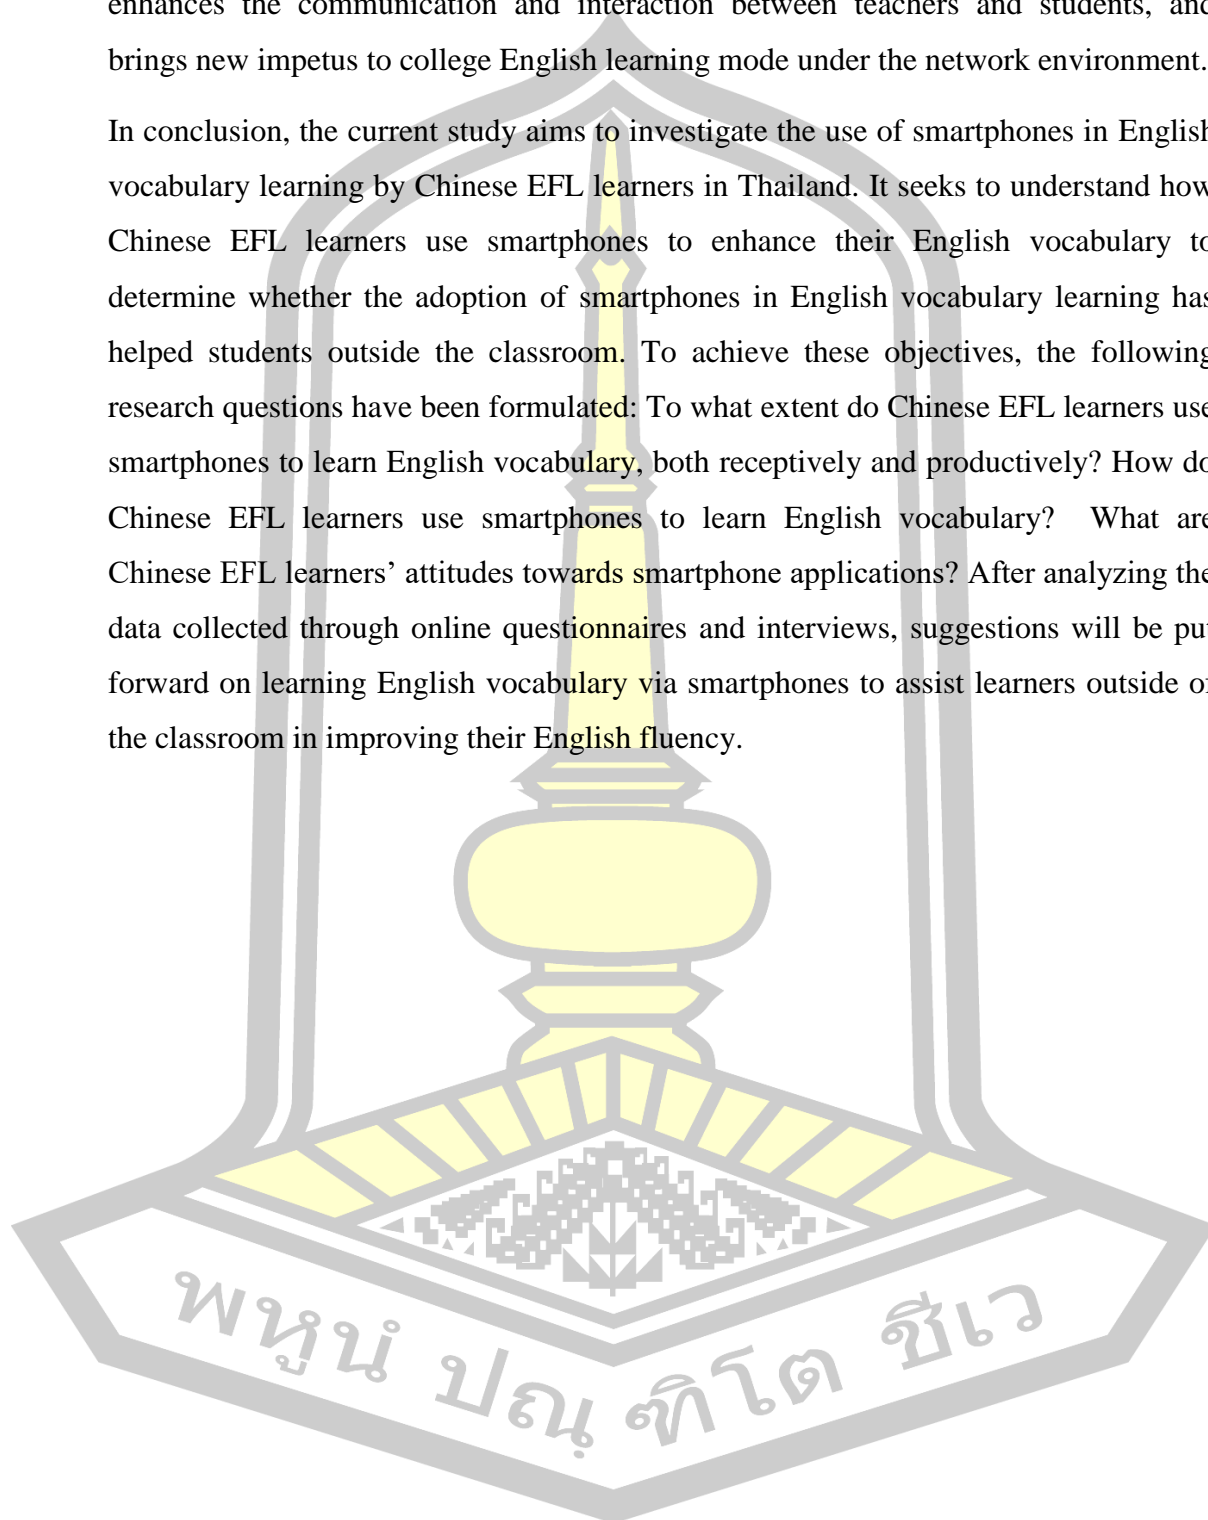 enhances the communication and interaction between teachers and students, and
brings new impetus to college English learning mode under the network environment.
In conclusion, the current study aims to investigate the use of smartphones in English
vocabulary learning by Chinese EFL learners in Thailand. It seeks to understand how
Chinese EFL learners use smartphones to enhance their English vocabulary to
determine whether the adoption of smartphones in English vocabulary learning has
helped students outside the classroom. To achieve these objectives, the following
research questions have been formulated: To what extent do Chinese EFL learners use
smartphones to learn English vocabulary, both receptively and productively? How do
Chinese EFL learners use smartphones to learn English vocabulary? What are
Chinese EFL learners’ attitudes towards smartphone applications? After analyzing the
data collected through online questionnaires and interviews, suggestions will be put
forward on learning English vocabulary via smartphones to assist learners outside of
the classroom in improving their English fluency.
พหูนํ ปณฺฑิโต ชีเว